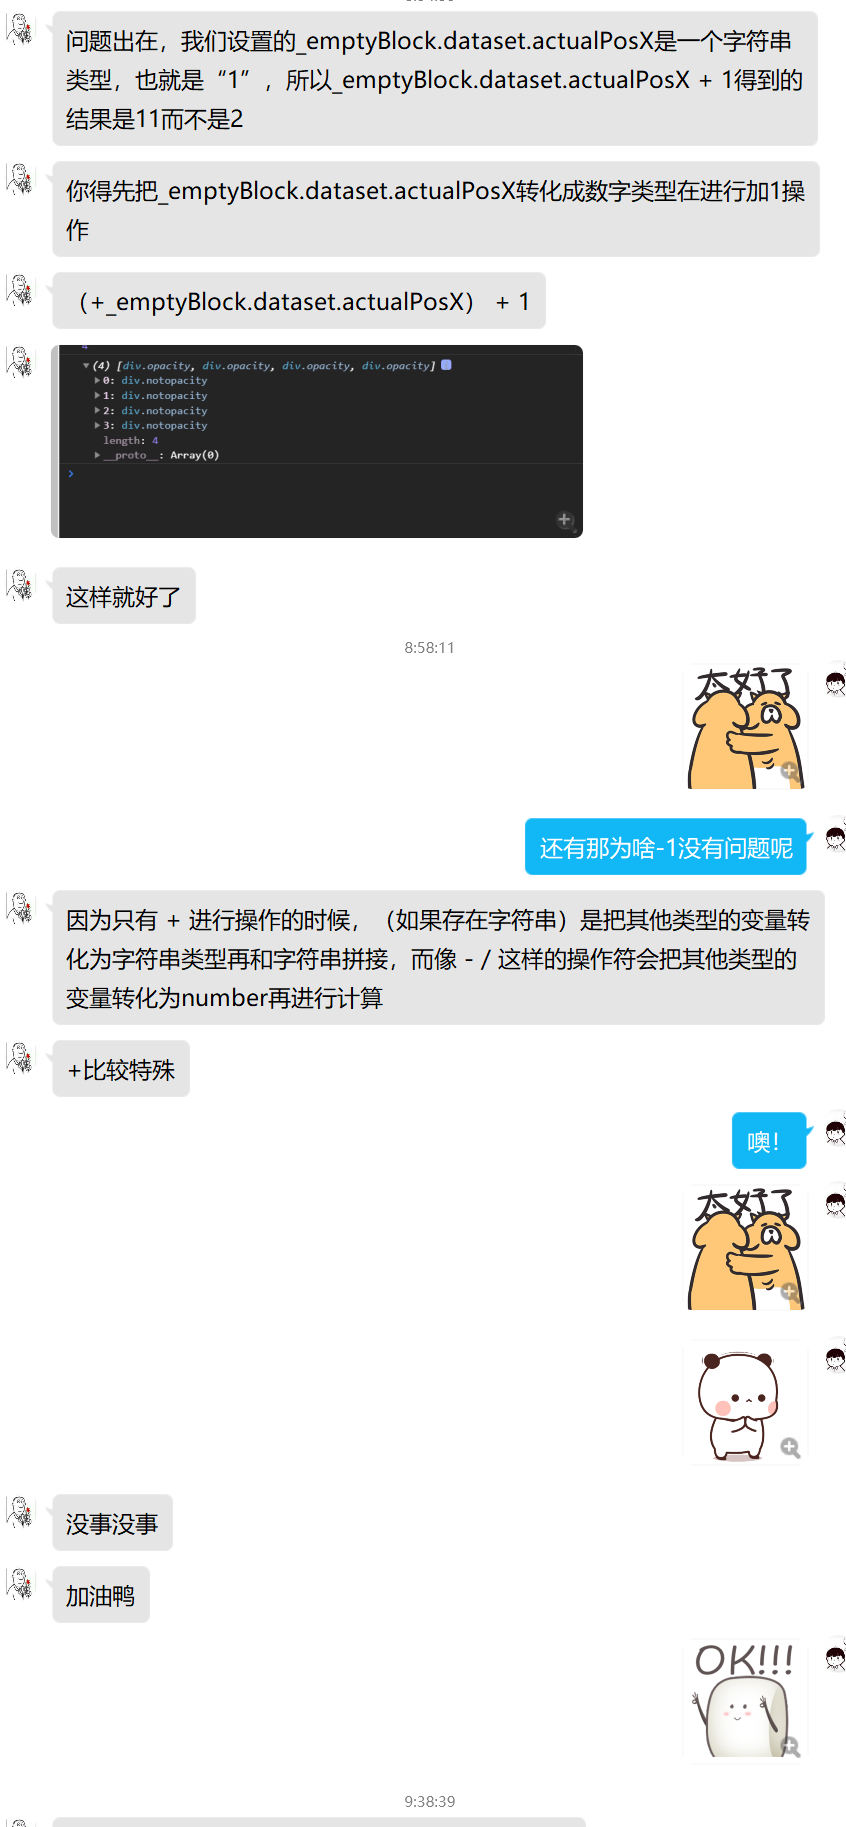 问题出在，我们设置的_emptyBlock.dataset.actualPosX是一个字符串
类型，也就是“1”，所以_emptyBlock.dataset.actualPosX + 1得到的
结果是11而不是2
你得先把_emptyBlock.dataset.actualPosX转化成数字类型在进行加1操
作
（+_emptyBlock.dataset.actualPosX） + 1
4
(4) [div.opacity, div.opacity, div.opacity, div.opacity]
0: div.notopacity
1: div.notopacity
2: div.notopacity
3: div.notopacity
length: 4
__proto__: Array(0)
这样就好了
8:58:11
太好了
还有那为啥-1没有问题呢
因为只有 + 进行操作的时候，（如果存在字符串）是把其他类型的变量转
化为字符串类型再和字符串拼接，而像 - / 这样的操作符会把其他类型的
变量转化为number再进行计算
+比较特殊
噢！
太好了
没事没事
加油鸭
OK!!!
9:38:39